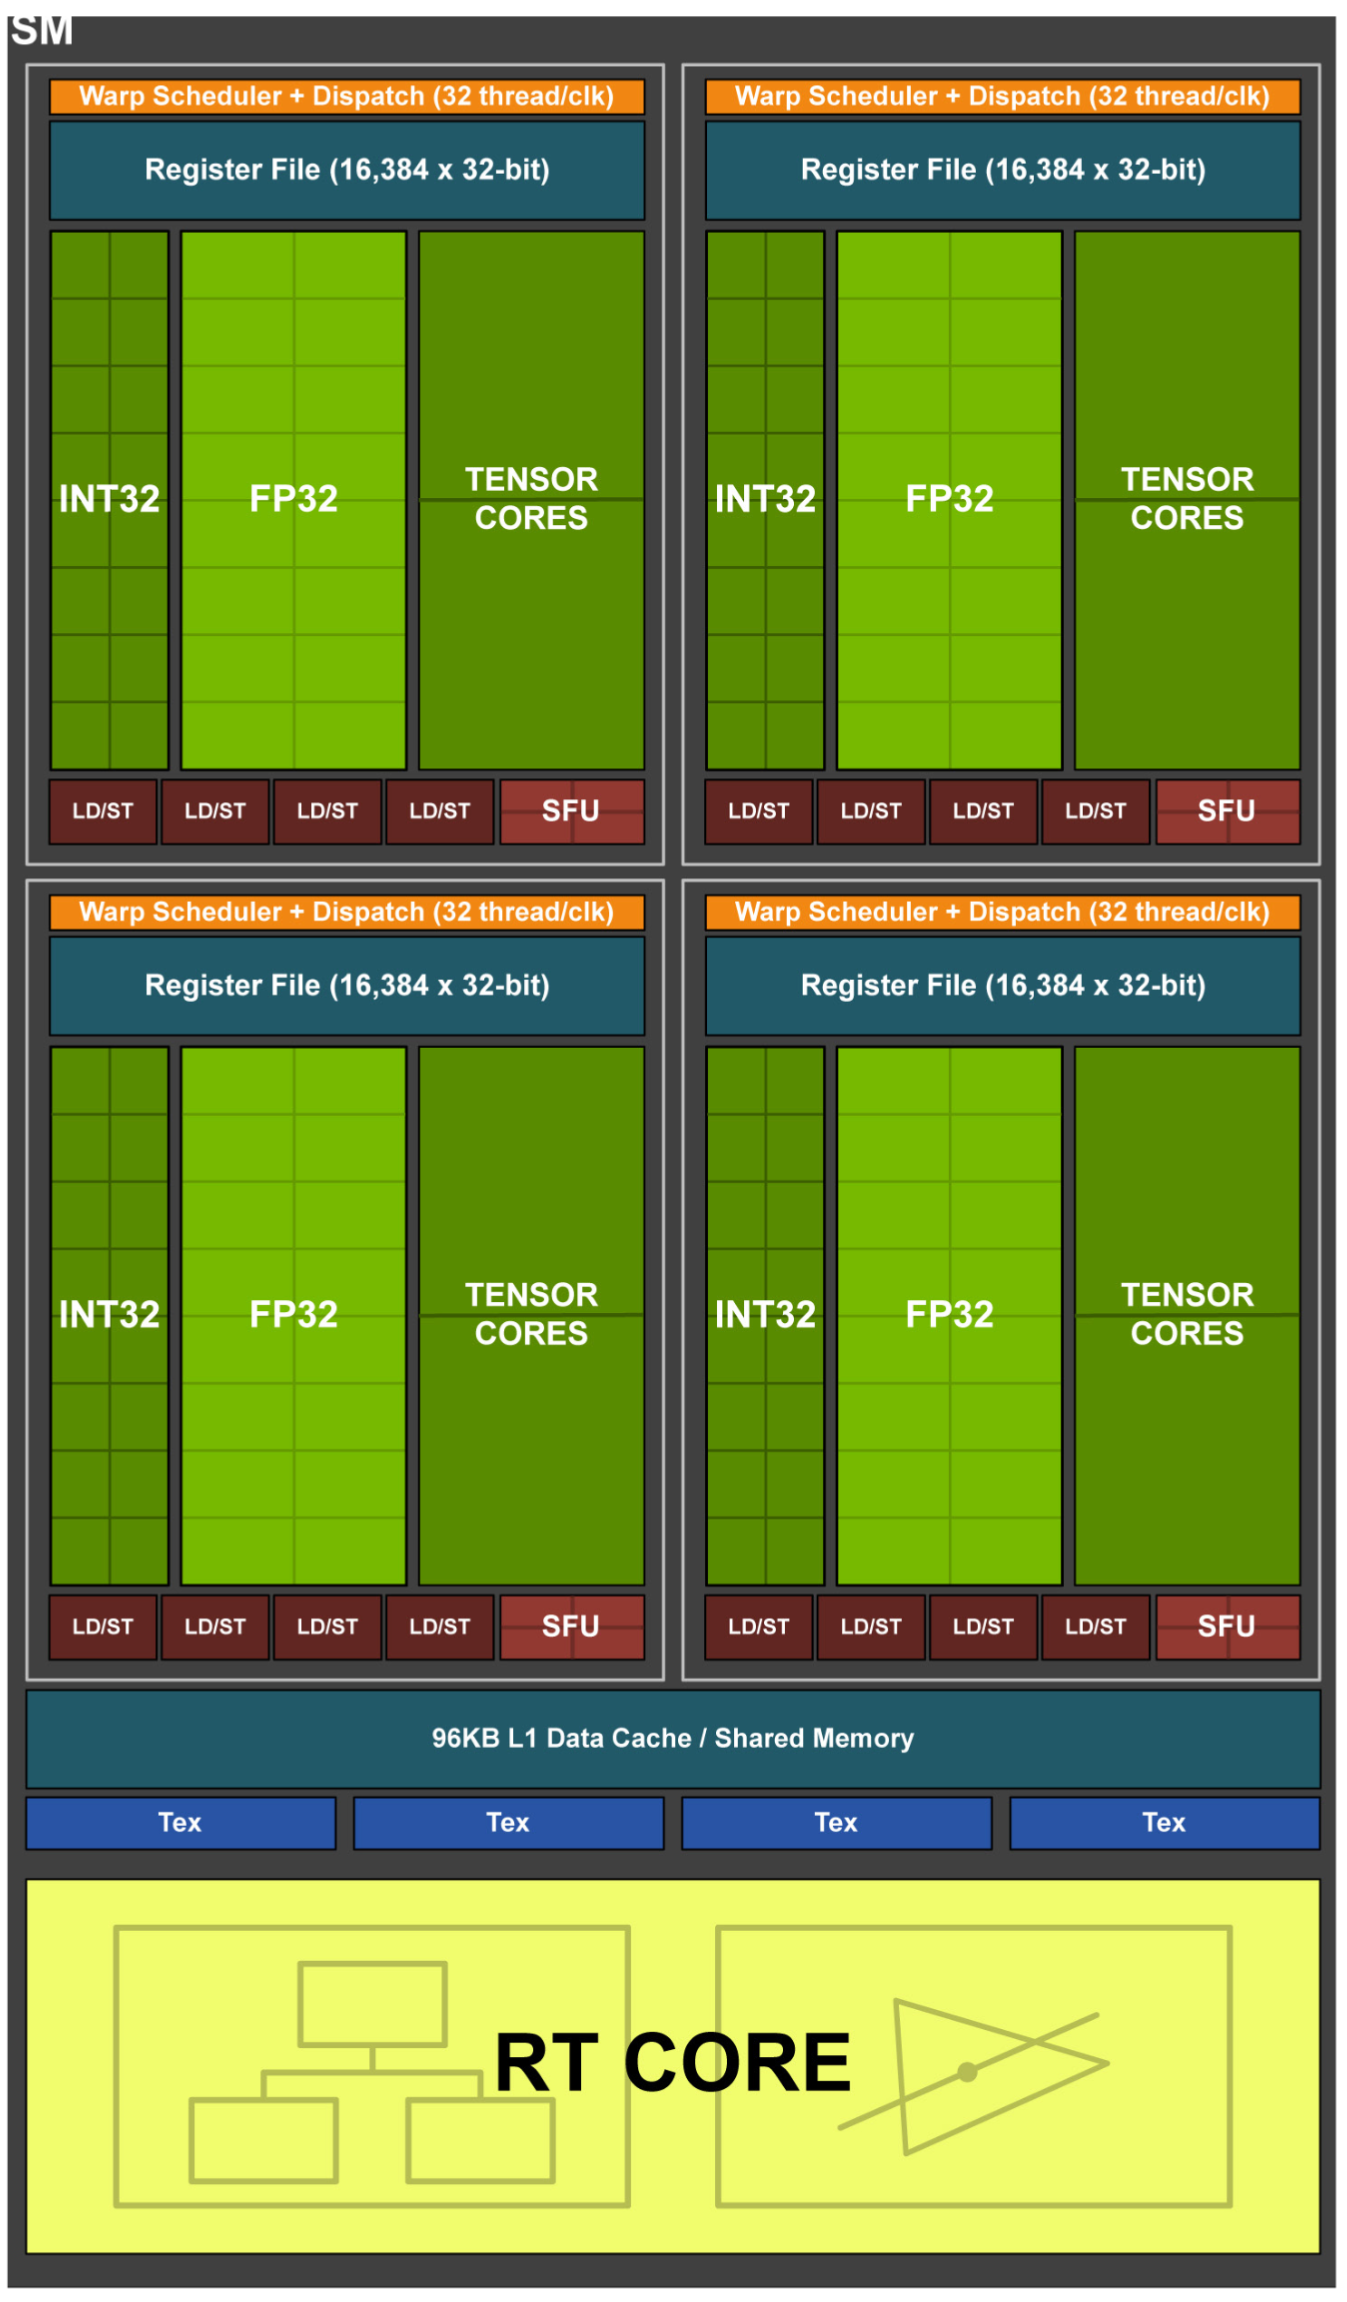 SM
Warp Scheduler + Dispatch (32 thread/clk)
Register File (16,384 x 32-bit)
INT32
FP32
TENSOR
CORES
LD/ST
LD/ST
LD/ST
LD/ST
SFU
Warp Scheduler + Dispatch (32 thread/clk)
Register File (16,384 x 32-bit)
INT32
FP32
TENSOR
CORES
LD/ST
LD/ST
LD/ST
LD/ST
SFU
Warp Scheduler + Dispatch (32 thread/clk)
Register File (16,384 x 32-bit)
INT32
FP32
TENSOR
CORES
LD/ST
LD/ST
LD/ST
LD/ST
SFU
Warp Scheduler + Dispatch (32 thread/clk)
Register File (16,384 x 32-bit)
INT32
FP32
TENSOR
CORES
LD/ST
LD/ST
LD/ST
LD/ST
SFU
96KB L1 Data Cache / Shared Memory
Tex
Tex
Tex
Tex
RT CORE